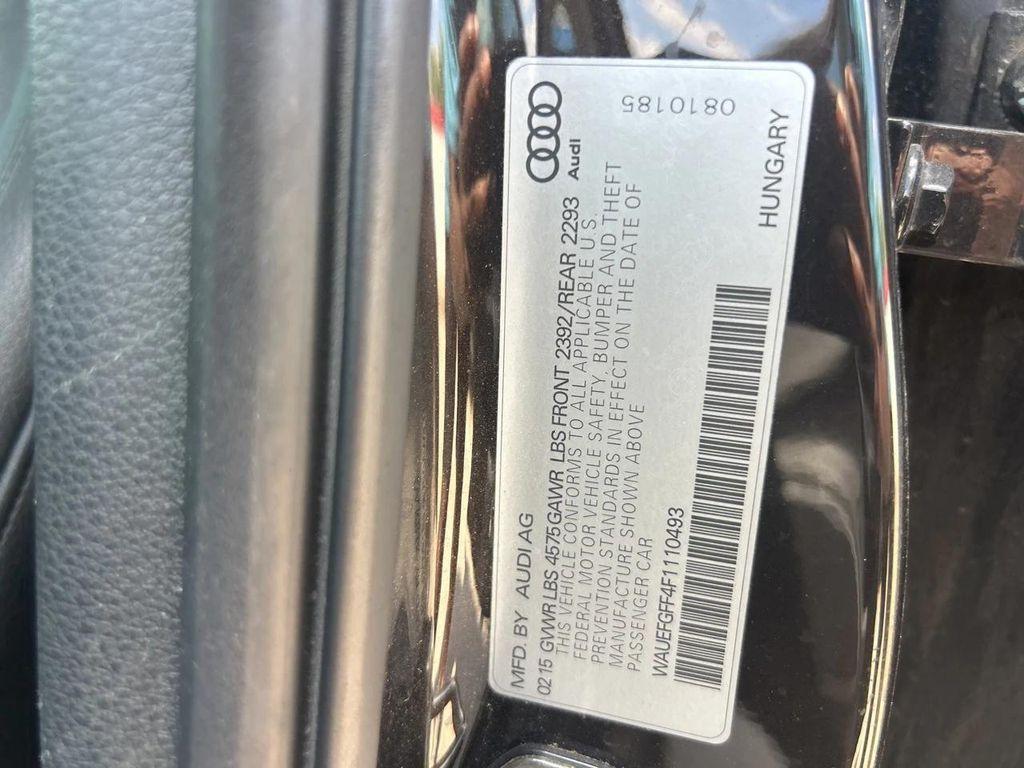 MFD. BY AUDI AG
02 15 GVWR LBS 4575 GAWR LBS FRONT 2392/REAR 2293
THIS VEHICLE CONFORMS TO ALL APPLICABLE U.S.
FEDERAL MOTOR VEHICLE SAFETY, BUMPER AND THEFT
PREVENTION STANDARDS IN EFFECT ON THE DATE OF
MANUFACTURE SHOWN ABOVE
PASSENGER CAR
WAUEFGFF4F1110493
Audi
0810185
HUNGARY